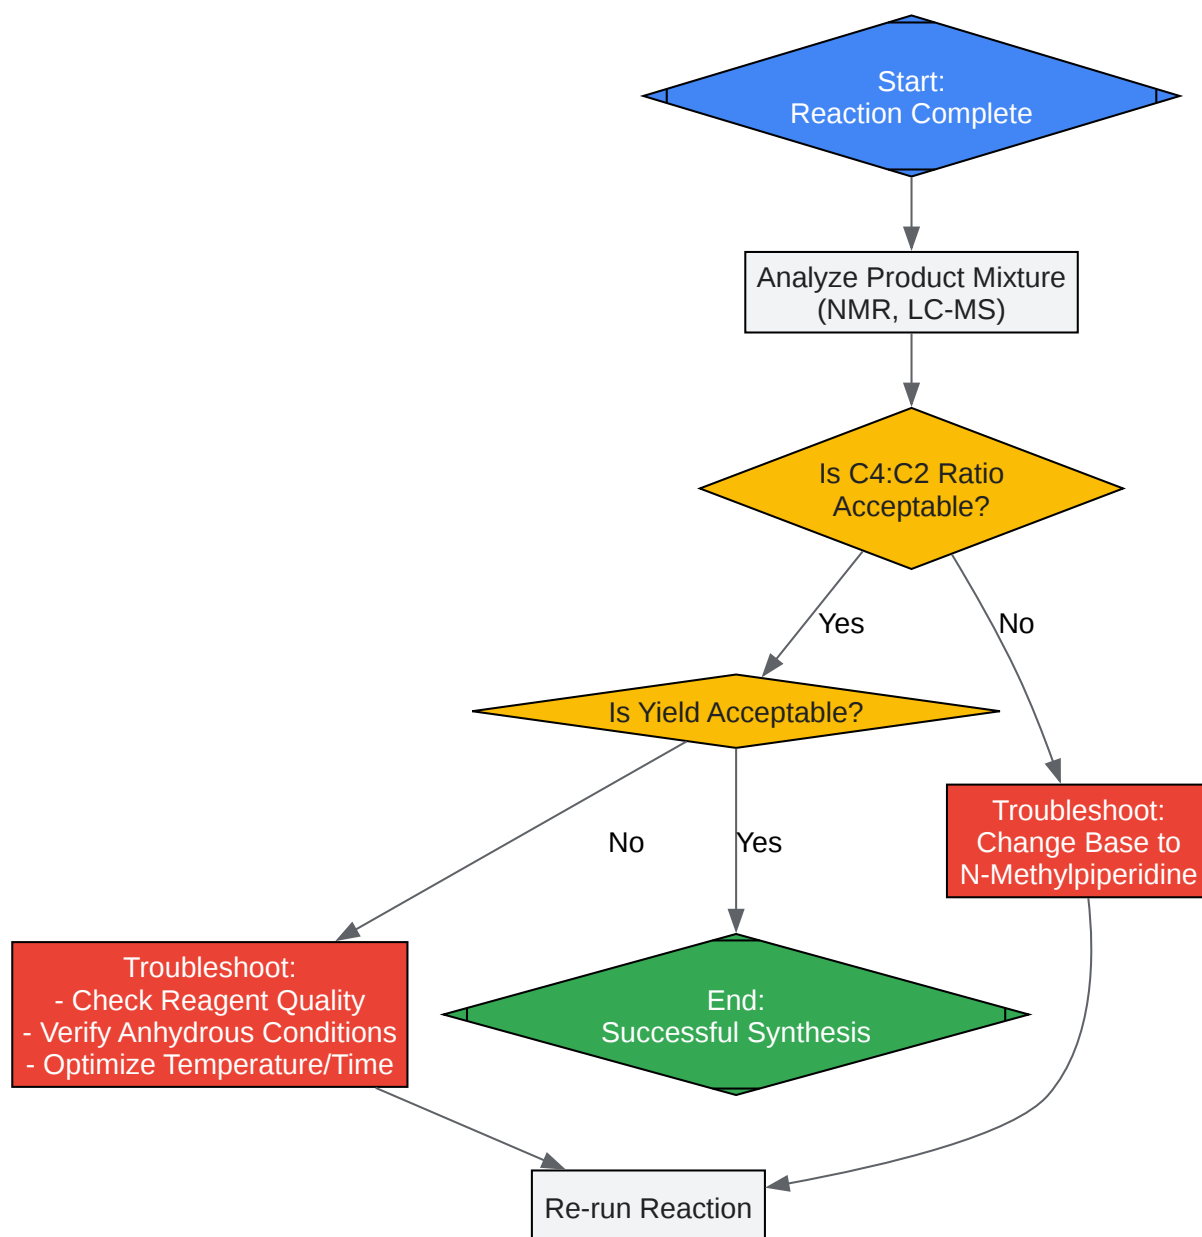 Start:
Reaction Complete
Analyze Product Mixture
(NMR, LC-MS)
Is C4:C2 Ratio
Acceptable?
Yes
No
Is Yield Acceptable?
Troubleshoot:
Change Base to
N-Methylpiperidine
No
Yes
Troubleshoot:
- Check Reagent Quality
- Verify Anhydrous Conditions
- Optimize Temperature/Time
End:
Successful Synthesis
Re-run Reaction